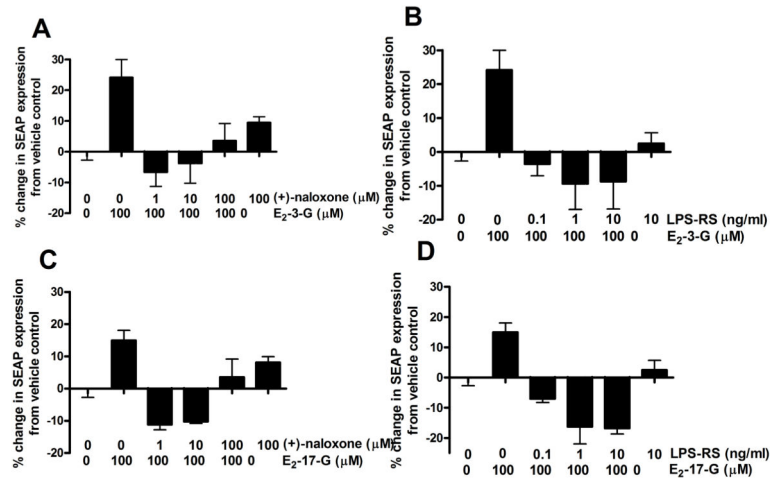 A
% change in SEAP expression
from vehicle control
30
20
10
0
-10
-20
0 0 1 10 100 100 (+)-naloxone (µM)
0 100 100 100 100 0 E2-3-G (µM)
B
% change in SEAP expression
from vehicle control
30
20
10
0
-10
-20
0 0 0.1 1 10 10 LPS-RS (ng/ml)
0 100 100 100 100 0 E2-3-G (µM)
C
% change in SEAP expression
from vehicle control
30
20
10
0
-10
-20
0 0 1 10 100 100 (+)-naloxone (µM)
0 100 100 100 100 0 E2-17-G (µM)
D
% change in SEAP expression
from vehicle control
30
20
10
0
-10
-20
0 0 0.1 1 10 10 LPS-RS (ng/ml)
0 100 100 100 100 0 E2-17-G (µM)